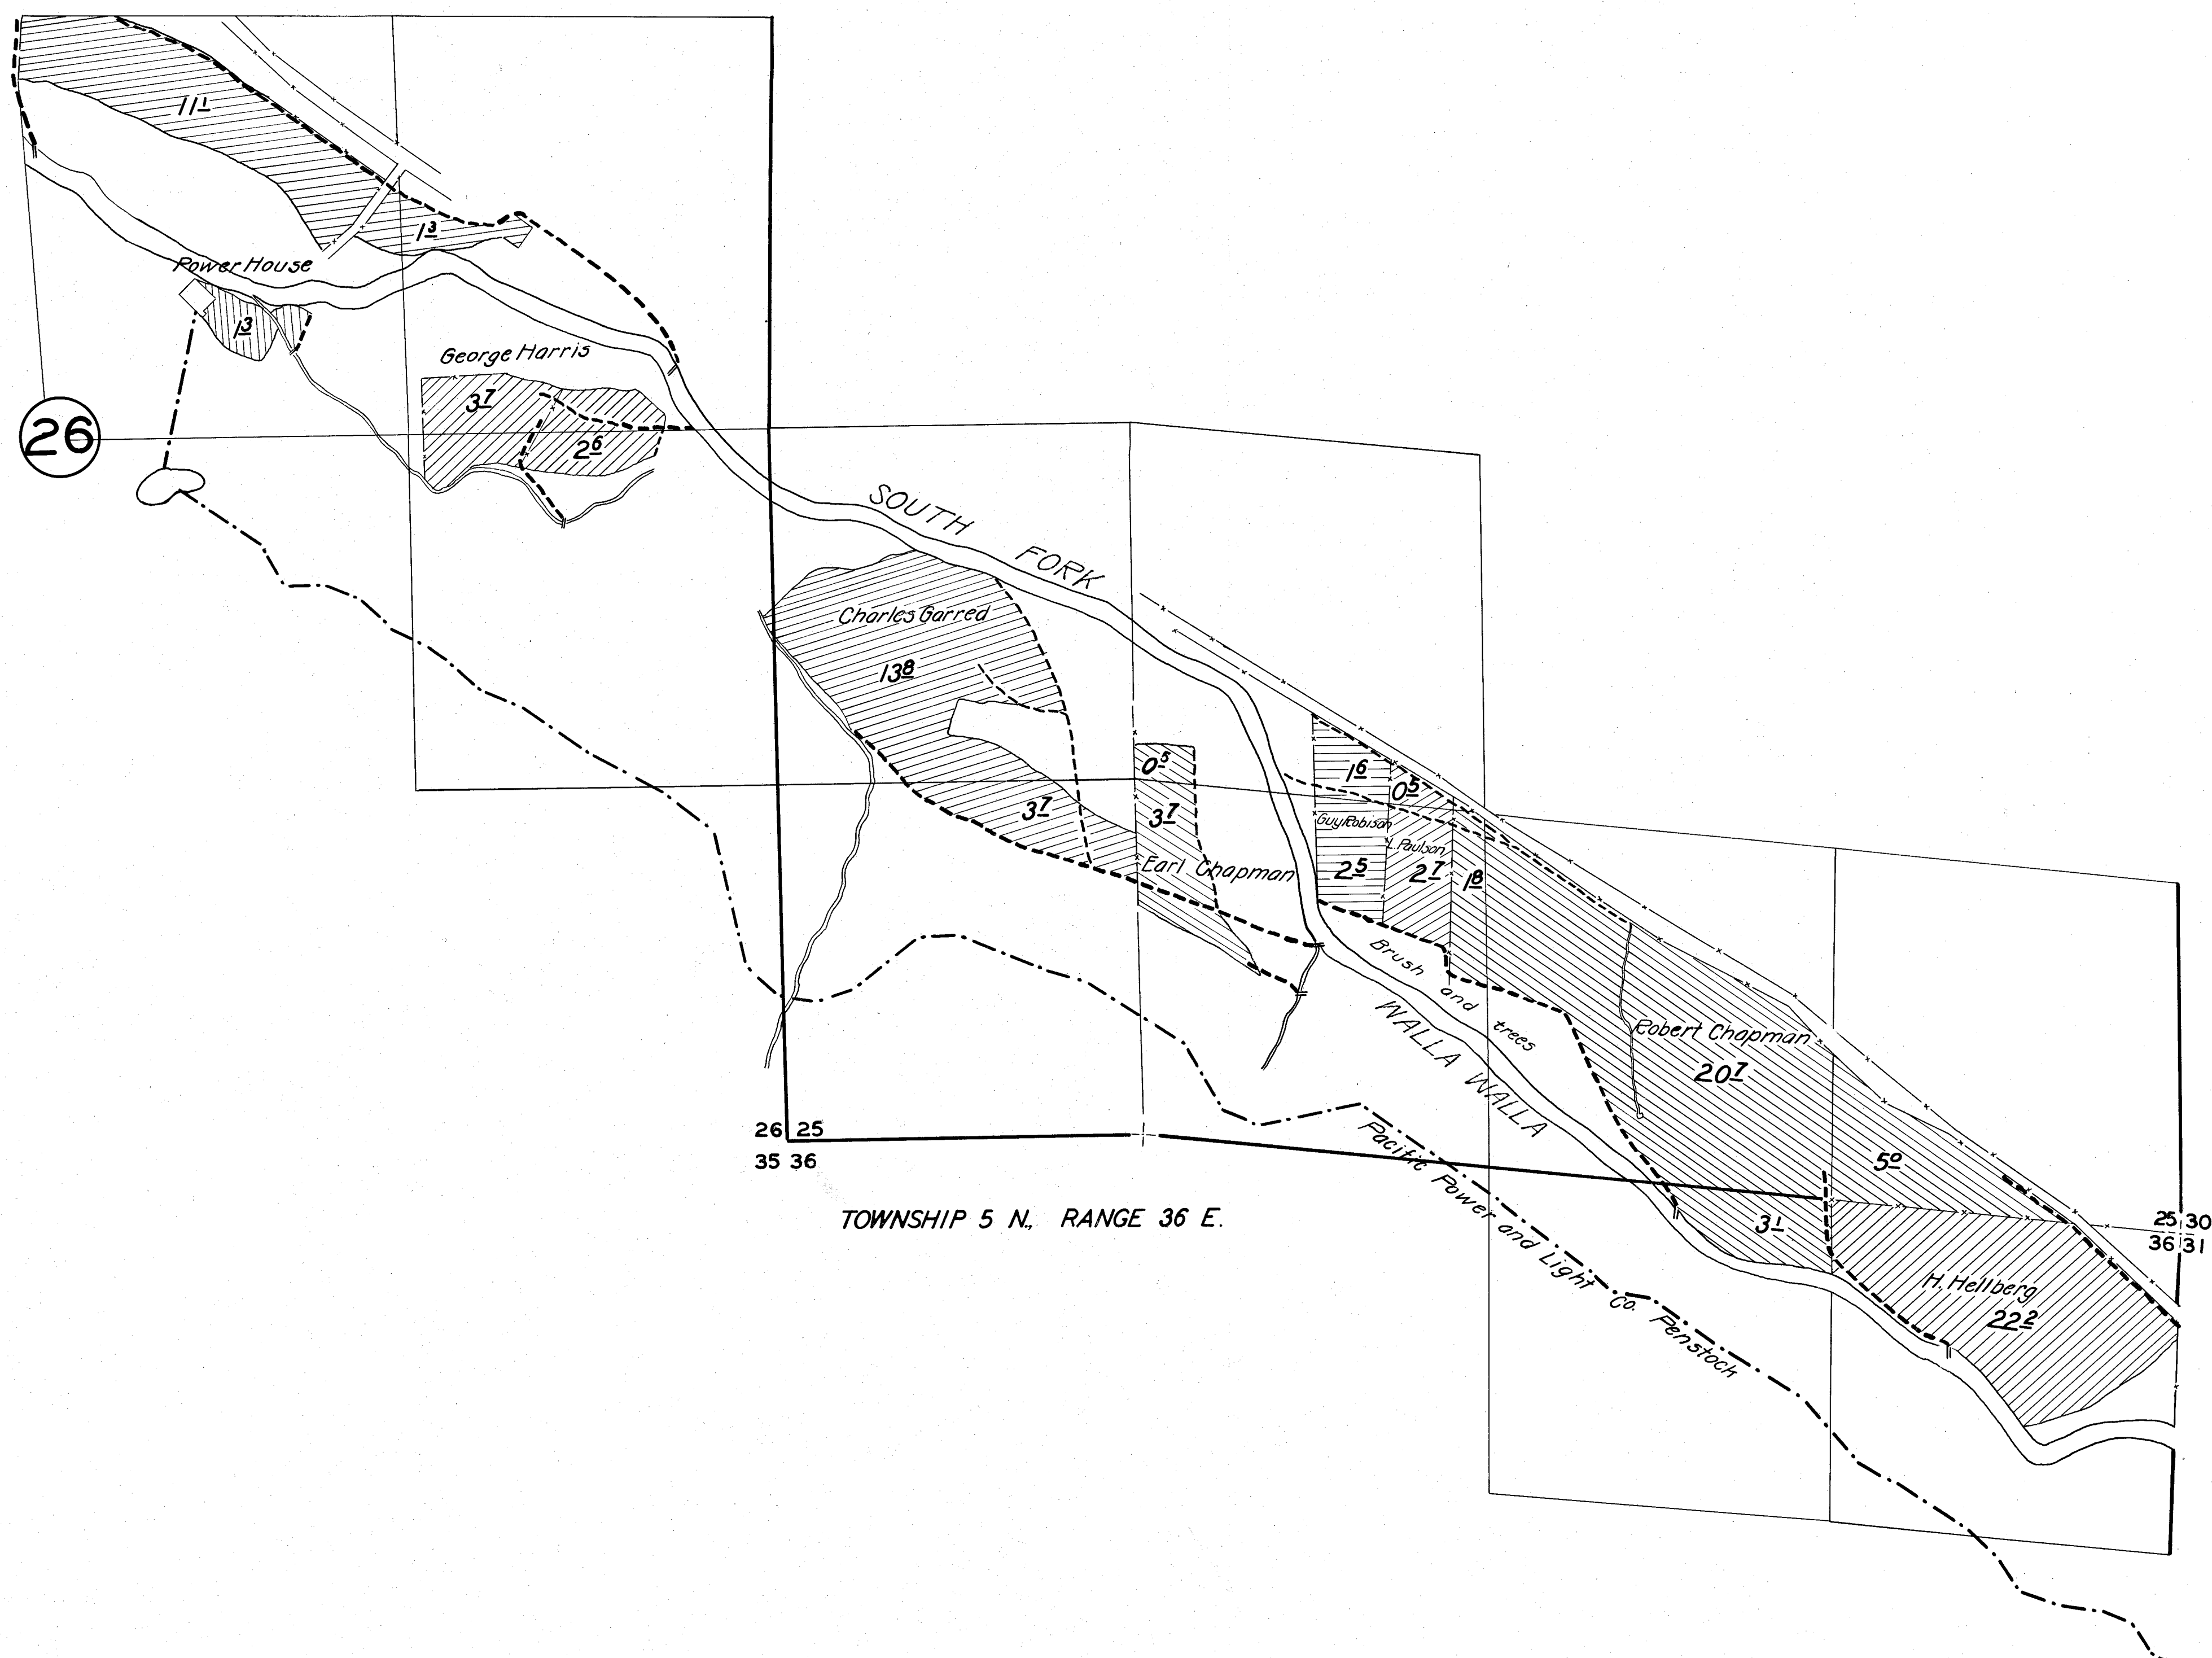 11 1
1 3
Power House
1 3
George Harris
3 7
26
2 6
SOUTH FORK
Charles Garred
13 8
0 5
1 6
0 5
3 7
3 7
Guy Robison
L. Paulson
Earl Chapman
2 5
2 7
1 8
Brush and trees
WALLA WALLA
Robert Chapman
20 7
26 25
35 36
Pacific Power and Light Co. Penstock
5 0
TOWNSHIP 5 N., RANGE 36 E.
3 1
25 30
36 31
H. Hellberg
22 2